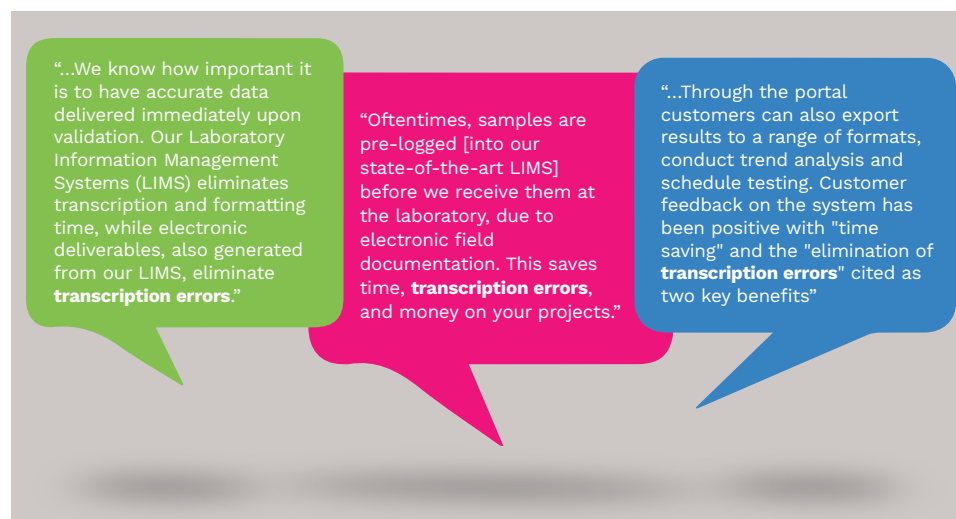 “...We know how important it
is to have accurate data
delivered immediately upon
validation. Our Laboratory
Information Management
Systems (LIMS) eliminates
transcription and formatting
time, while electronic
deliverables, also generated
from our LIMS, eliminate
transcription errors.”
“Oftentimes, samples are
pre-logged [into our
state-of-the-art LIMS]
before we receive them at
the laboratory, due to
electronic field
documentation. This saves
time, transcription errors,
and money on your projects.”
“...Through the portal
customers can also export
results to a range of formats,
conduct trend analysis and
schedule testing. Customer
feedback on the system has
been positive with "time
saving" and the "elimination of
transcription errors" cited as
two key benefits”